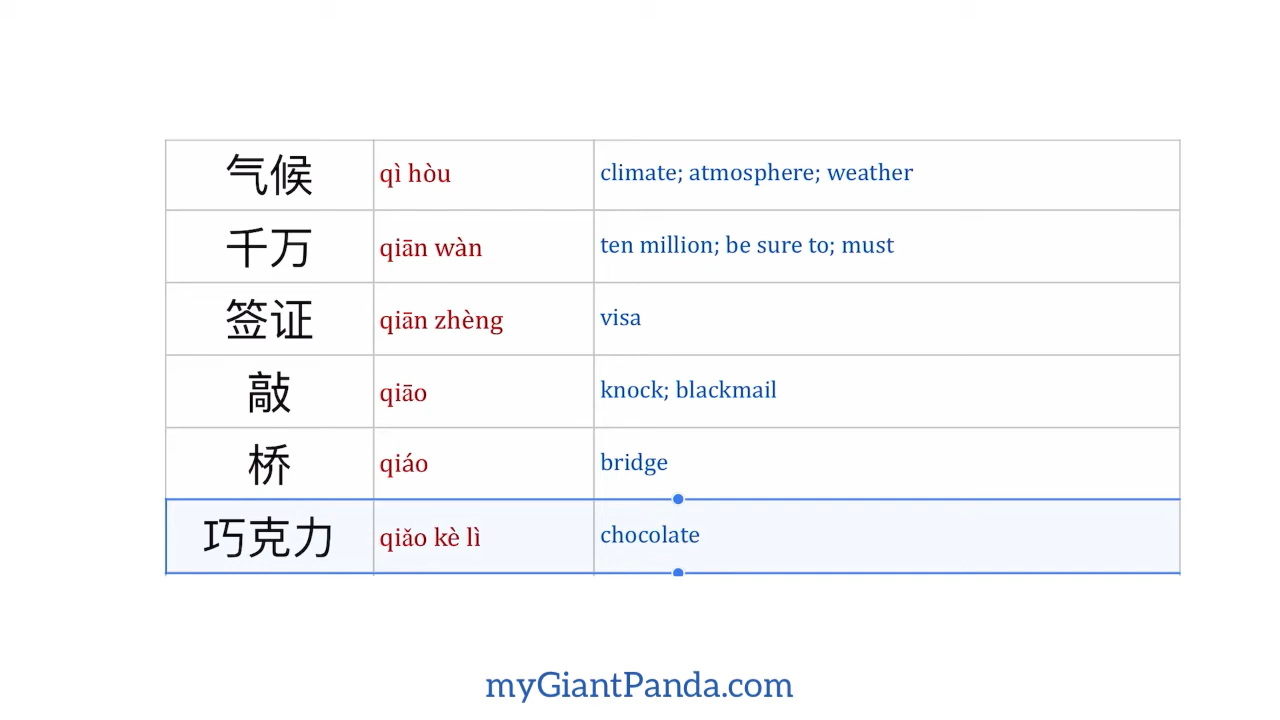 气候 qì hòu climate; atmosphere; weather
千万 qiān wàn ten million; be sure to; must
签证 qiān zhèng visa
敲 qiāo knock; blackmail
桥 qiáo bridge
巧克力 qiǎo kè lì chocolate
myGiantPanda.com